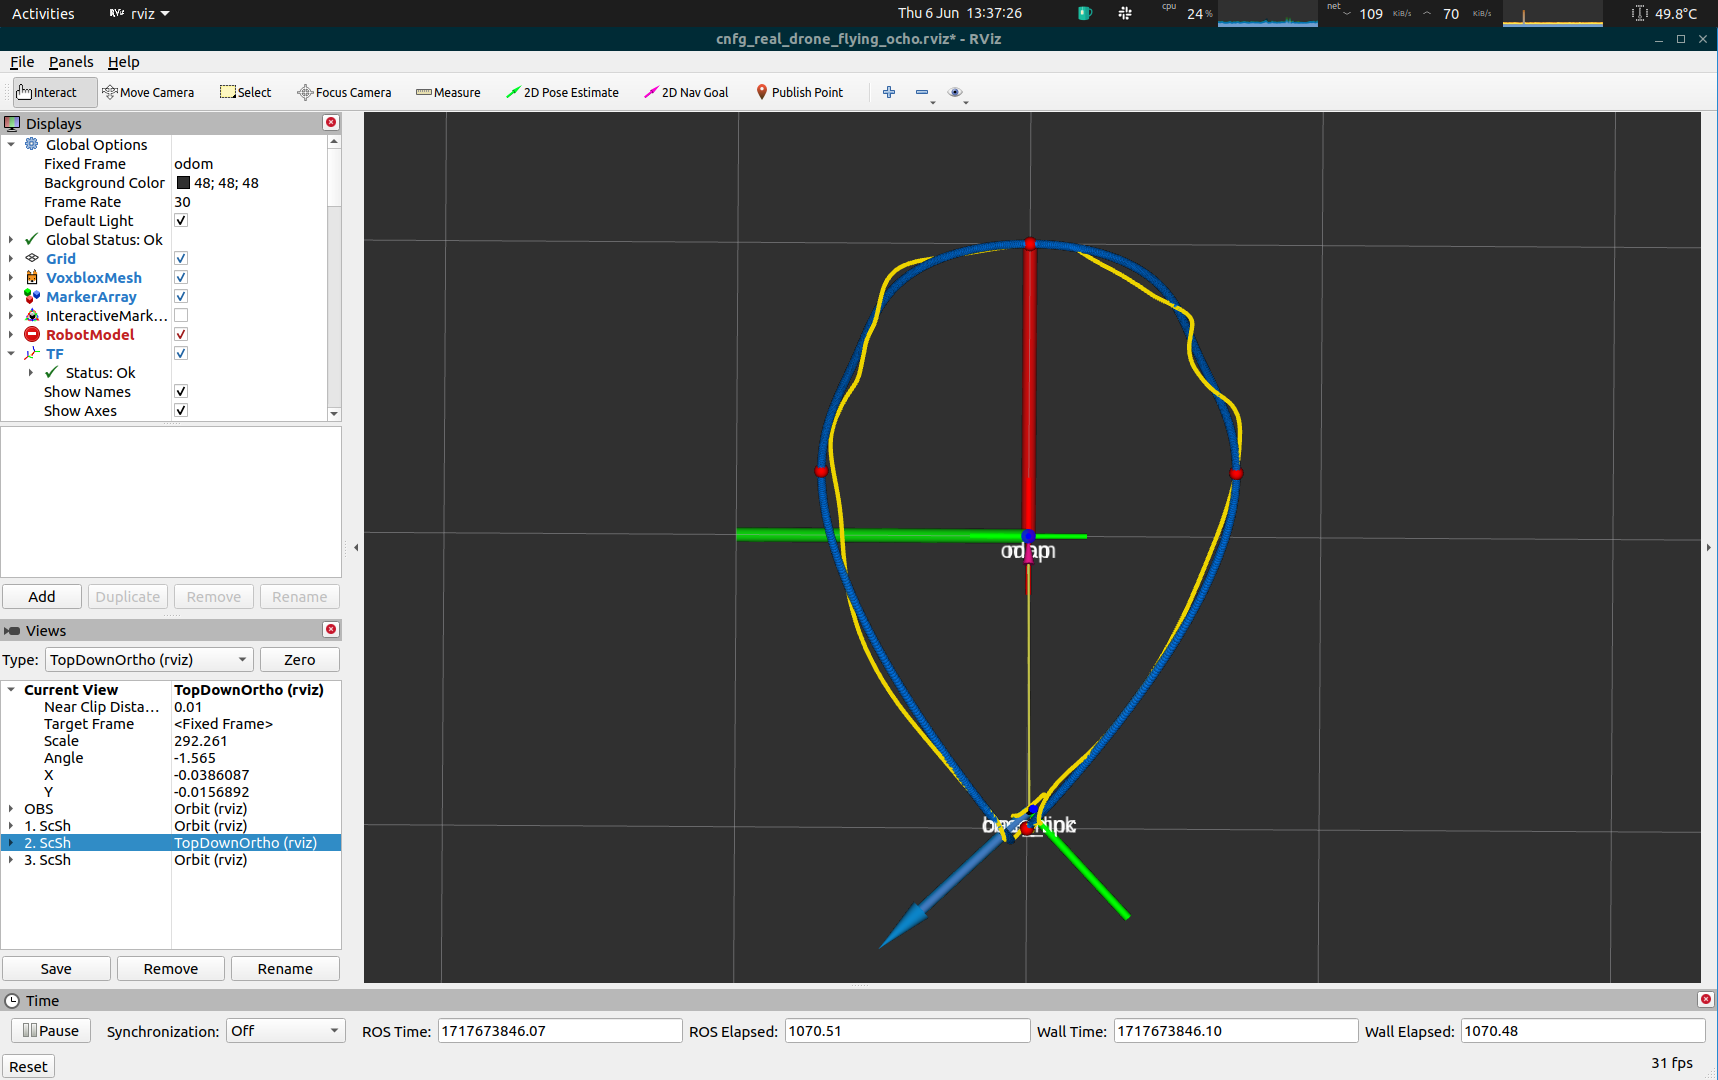 Activities RViz rviz Thu 6 Jun 13:37:26 cpu 24% net 109 KiB/s 70 KiB/s 49.8°C
cnfg_real_drone_flying_ocho.rviz* - RViz
File Panels Help
Interact Move Camera Select Focus Camera Measure 2D Pose Estimate 2D Nav Goal Publish Point
Displays
Global Options
Fixed Frame odom
Background Color 48; 48; 48
Frame Rate 30
Default Light
Global Status: Ok
Grid
VoxbloxMesh
MarkerArray
InteractiveMark...
RobotModel
TF
Status: Ok
Show Names
Show Axes
Add Duplicate Remove Rename
Views
Type: TopDownOrtho (rviz) Zero
Current View TopDownOrtho (rviz)
Near Clip Dista... 0.01
Target Frame <Fixed Frame>
Scale 292.261
Angle -1.565
X -0.0386087
Y -0.0156892
OBS Orbit (rviz)
1. ScSh Orbit (rviz)
2. ScSh TopDownOrtho (rviz)
3. ScSh Orbit (rviz)
Save Remove Rename
Time
Pause Synchronization: Off ROS Time: 1717673846.07 ROS Elapsed: 1070.51 Wall Time: 1717673846.10 Wall Elapsed: 1070.48
Reset 31 fps